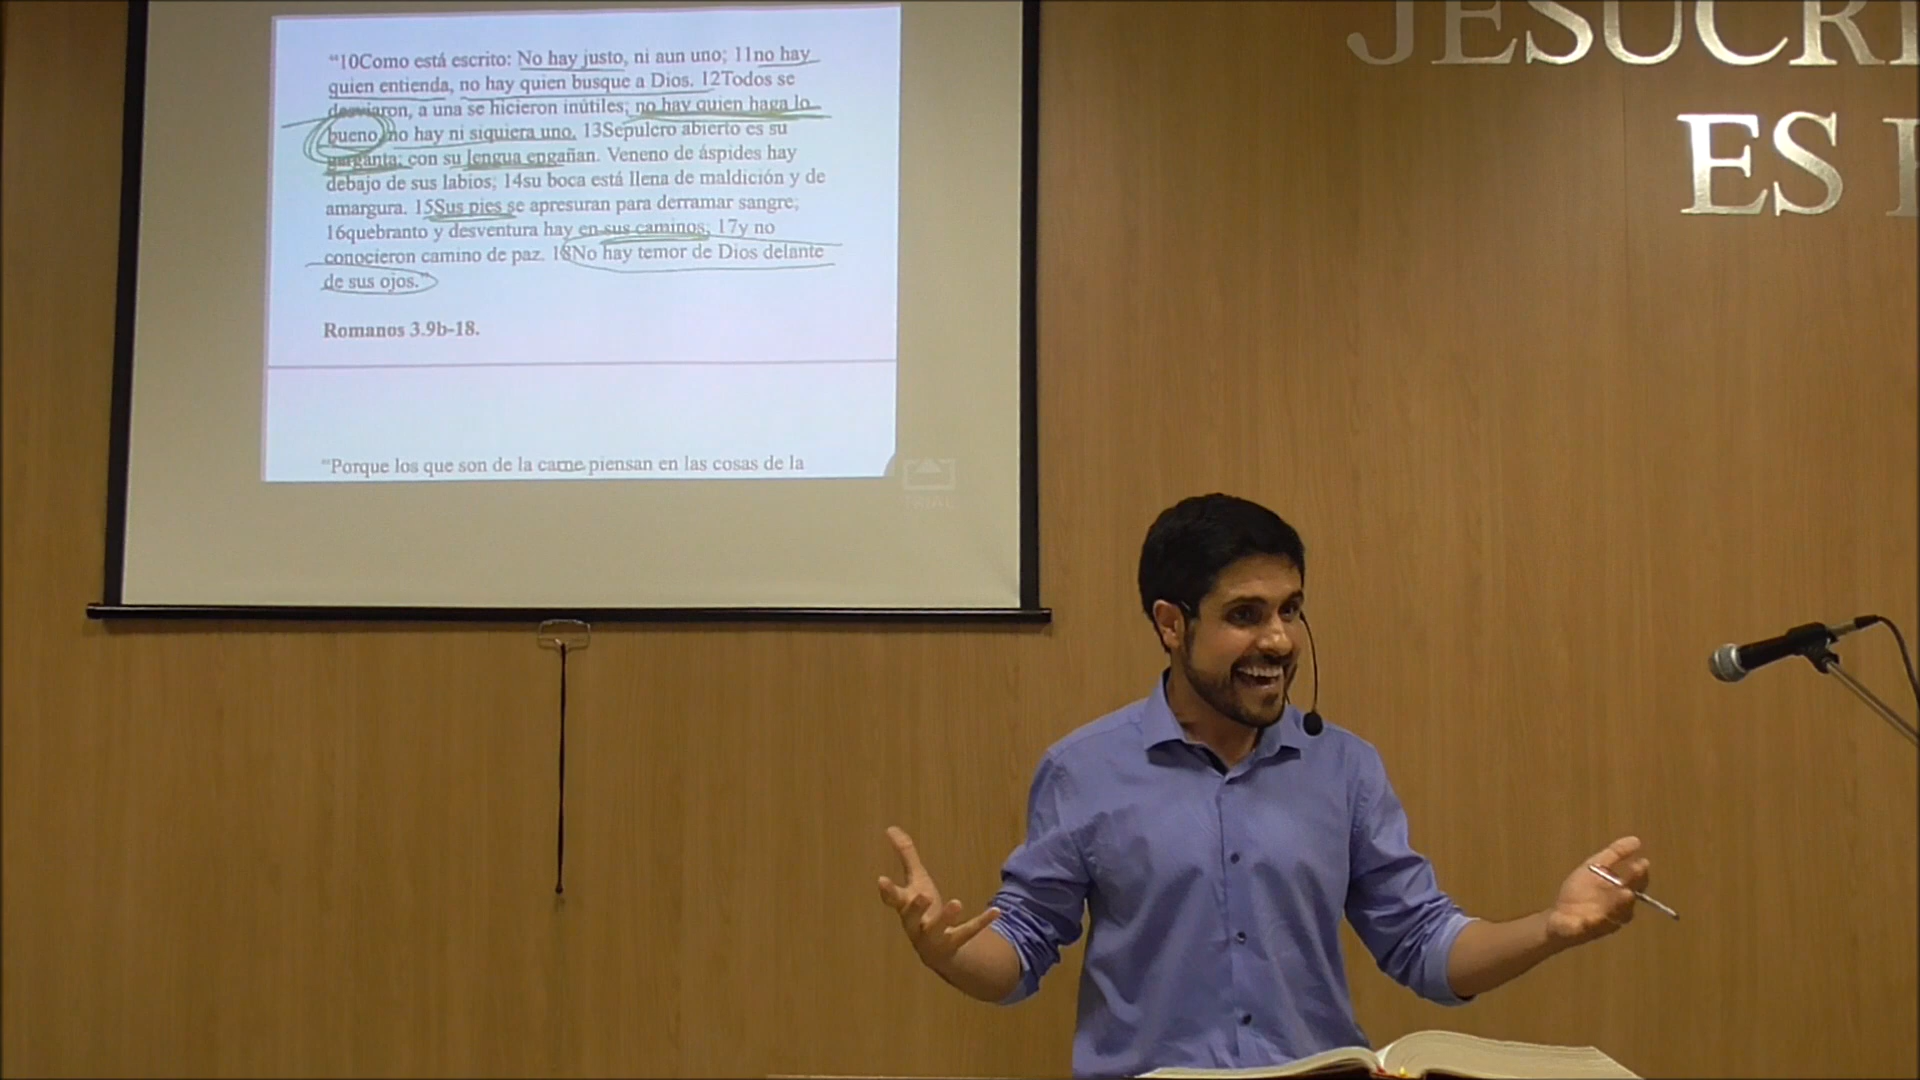 “10Como está escrito: No hay justo, ni aun uno; 11no hay
quien entienda, no hay quien busque a Dios. 12Todos se
desviaron, a una se hicieron inútiles; no hay quien haga lo
bueno, no hay ni siquiera uno. 13Sepulcro abierto es su
garganta; con su lengua engañan. Veneno de áspides hay
debajo de sus labios; 14su boca está llena de maldición y de
amargura. 15Sus pies se apresuran para derramar sangre;
16quebranto y desventura hay en sus caminos; 17y no
conocieron camino de paz. 18No hay temor de Dios delante
de sus ojos.”
Romanos 3.9b-18.
“Porque los que son de la carne piensan en las cosas de la
JESUCRI
ES